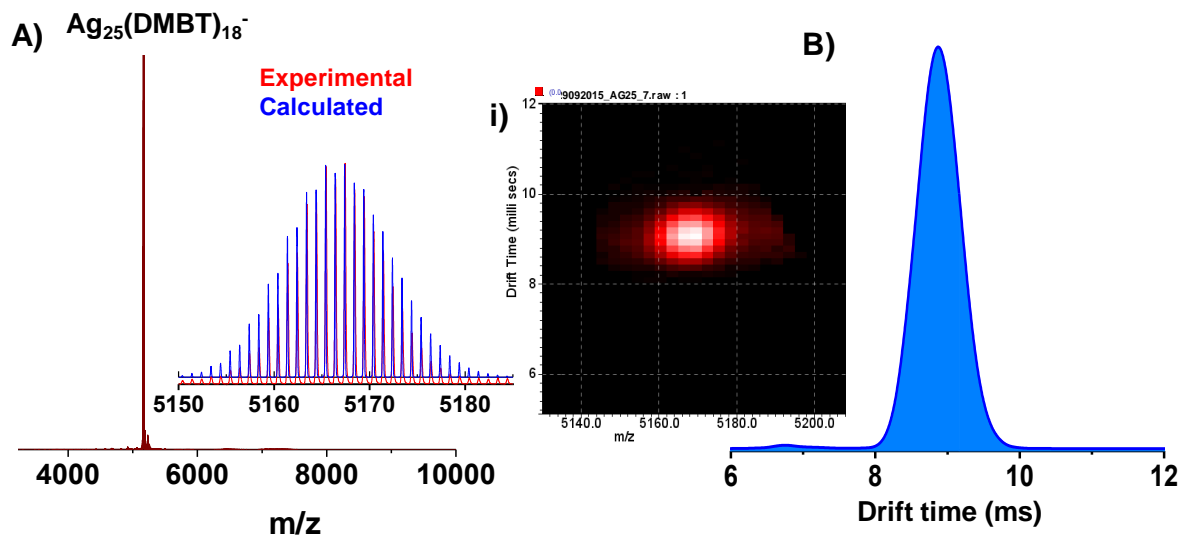 A)
Ag25(DMBT)18-
Experimental
Calculated
5150 5160 5170 5180
4000 6000 8000 10000
m/z
i)
9092015_AG25_7.raw : 1
12
10
8
6
Drift Time (milli secs)
5140.0 5160.0 5180.0 5200.0
m/z
B)
6 8 10 12
Drift time (ms)